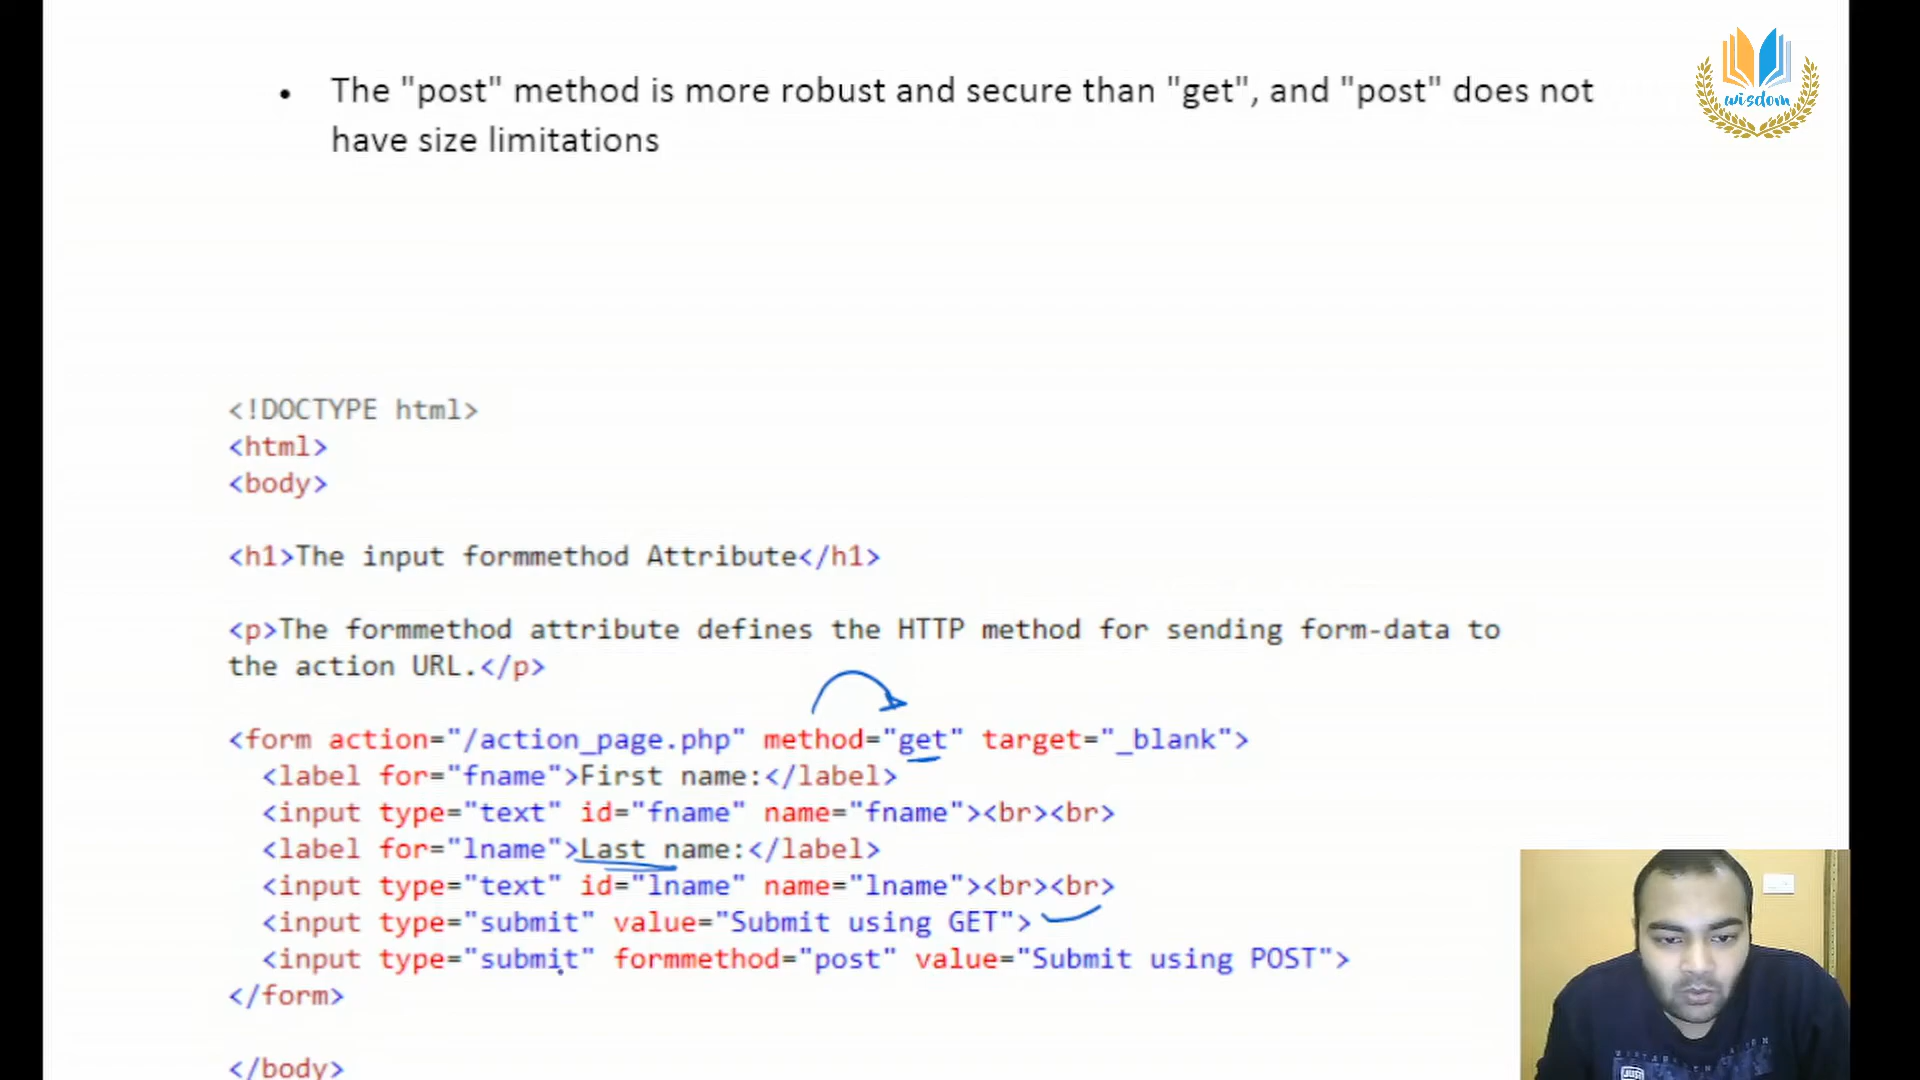 • The "post" method is more robust and secure than "get", and "post" does not
have size limitations
wisdom
<!DOCTYPE html>
<html>
<body>
<h1>The input formmethod Attribute</h1>
<p>The formmethod attribute defines the HTTP method for sending form-data to
the action URL.</p>
<form action="/action_page.php" method="get" target="_blank">
<label for="fname">First name:</label>
<input type="text" id="fname" name="fname"><br><br>
<label for="lname">Last name:</label>
<input type="text" id="lname" name="lname"><br><br>
<input type="submit" value="Submit using GET">
<input type="submit" formmethod="post" value="Submit using POST">
</form>
</body>
JUST